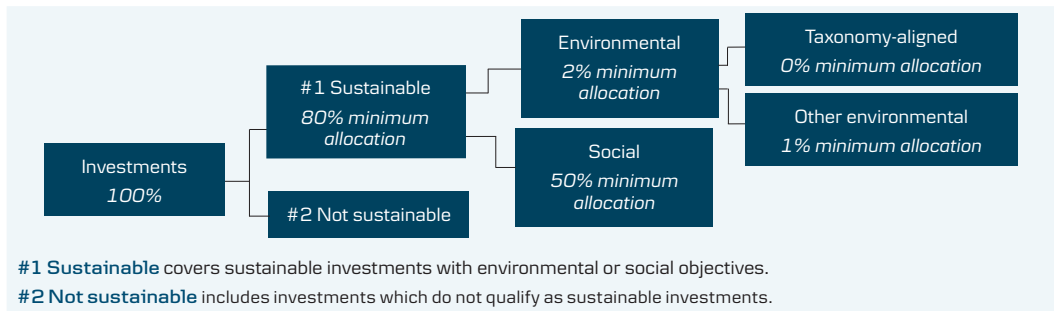 Investments
100%
#1 Sustainable
80% minimum
allocation
#2 Not sustainable
Environmental
2% minimum
allocation
Social
50% minimum
allocation
Taxonomy-aligned
0% minimum allocation
Other environmental
1% minimum allocation
#1 Sustainable covers sustainable investments with environmental or social objectives.
#2 Not sustainable includes investments which do not qualify as sustainable investments.